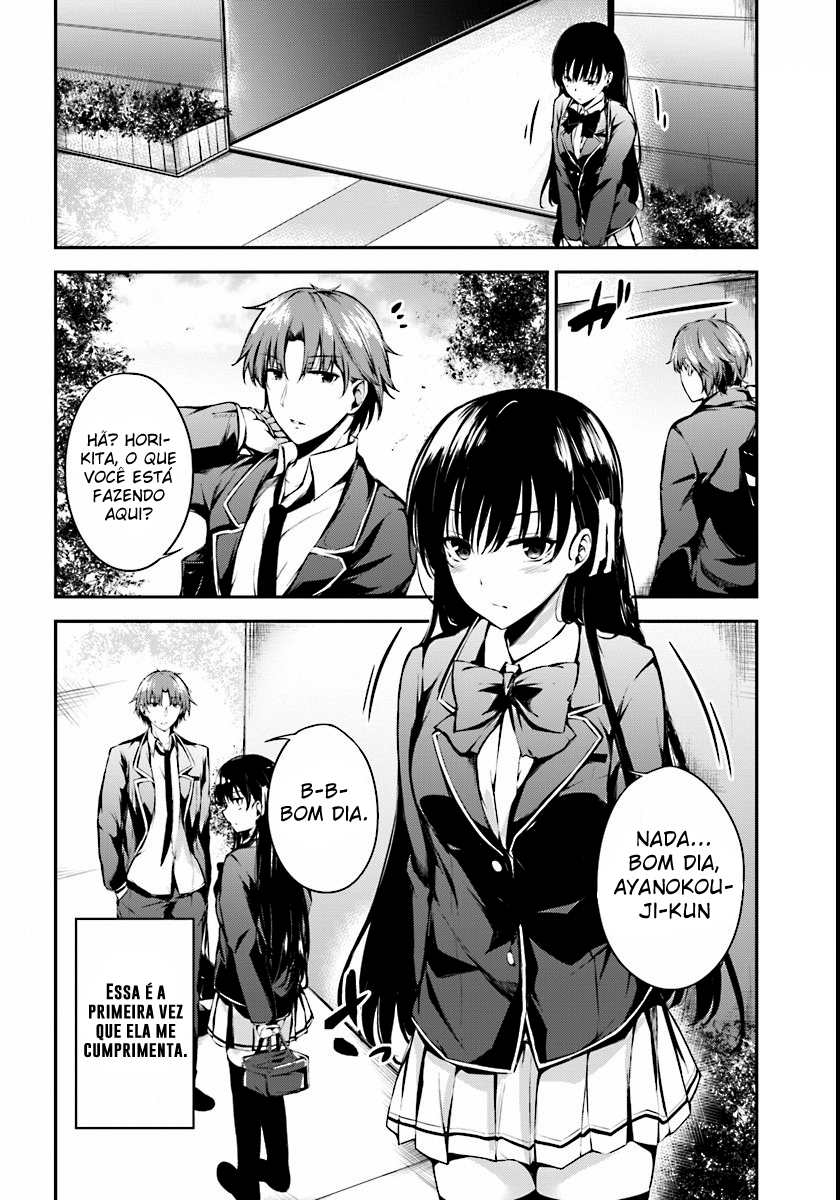 HÃ? HORI-
KITA, O QUE
VOCÊ ESTÁ
FAZENDO
AQUI?
NADA...
BOM DIA,
AYANOKOU-
JI-KUN
B-B-
BOM DIA.
ESSA É A
PRIMEIRA VEZ
QUE ELA ME
CUMPRIMENTA.